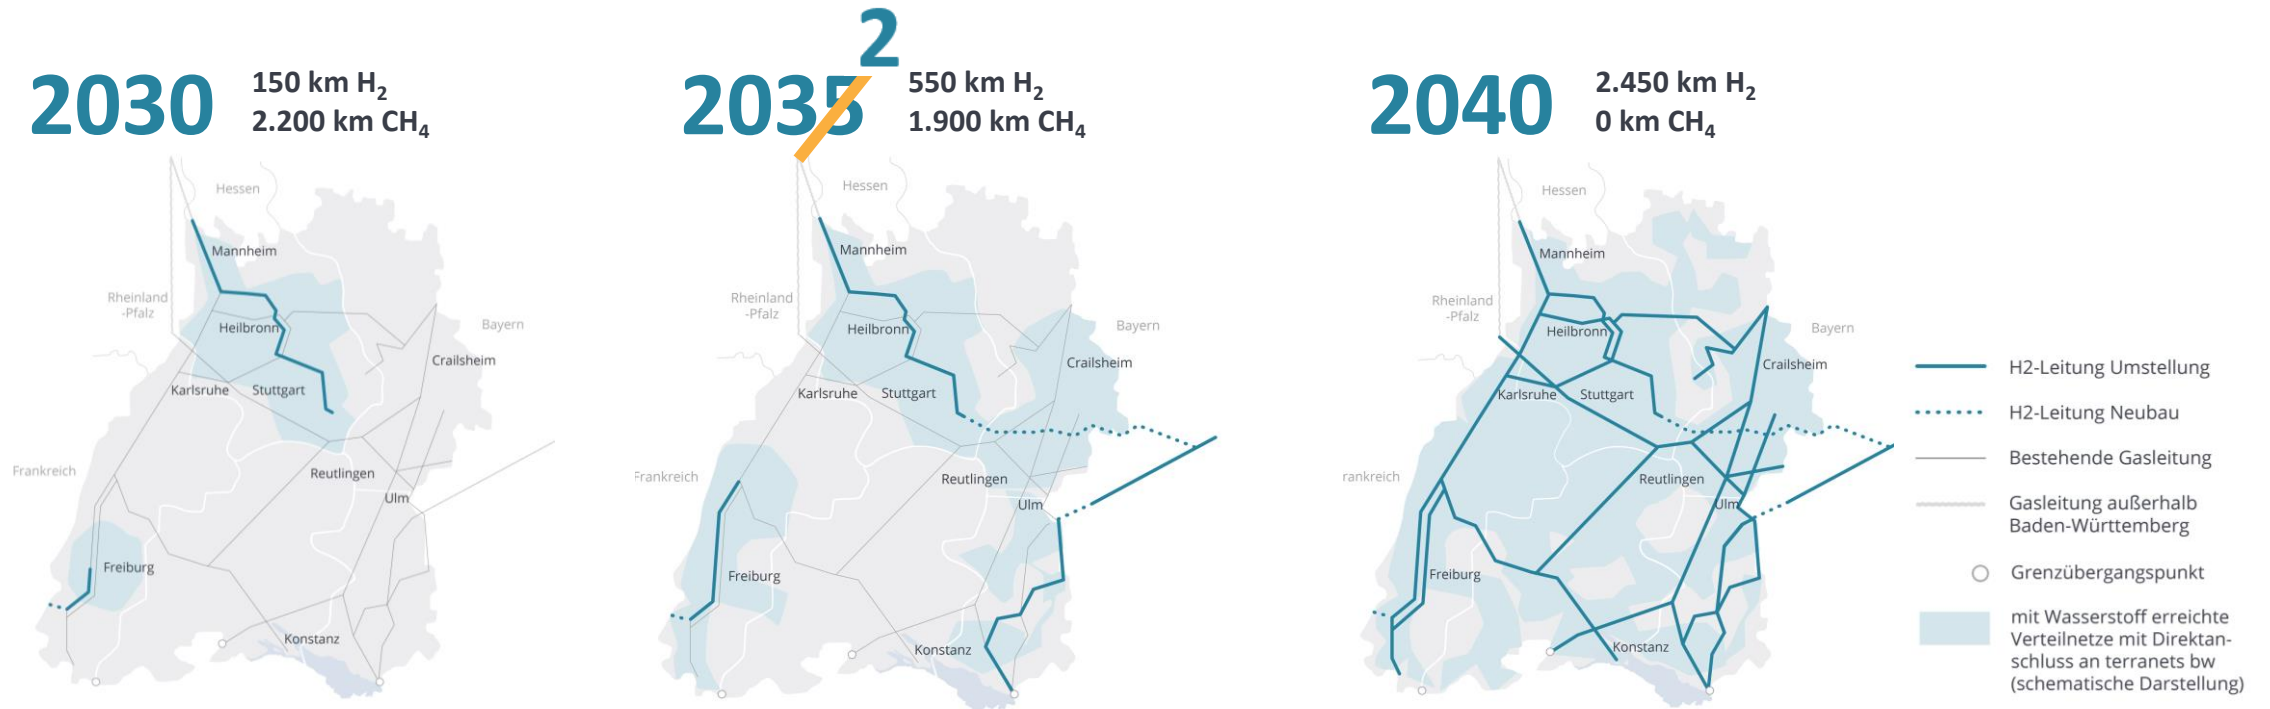 2030
150 km H₂
2.200 km CH₄
Hessen
Mannheim
Rheinland
-Pfalz
Heilbronn
Bayern
Crailsheim
Karlsruhe
Stuttgart
Frankreich
Reutlingen
Ulm
Freiburg
Konstanz
2
2035
550 km H₂
1.900 km CH₄
Hessen
Mannheim
Rheinland
-Pfalz
Heilbronn
Bayern
Crailsheim
Karlsruhe
Stuttgart
Frankreich
Reutlingen
Ulm
Freiburg
Konstanz
2040
2.450 km H₂
0 km CH₄
Hessen
Mannheim
Rheinland
-Pfalz
Heilbronn
Bayern
Crailsheim
Karlsruhe
Stuttgart
rankreich
Reutlingen
Ulm
Freiburg
Konstanz
H2-Leitung Umstellung
H2-Leitung Neubau
Bestehende Gasleitung
Gasleitung außerhalb
Baden-Württemberg
Grenzübergangspunkt
mit Wasserstoff erreichte
Verteilnetze mit Direktan-
schluss an terranets bw
(schematische Darstellung)